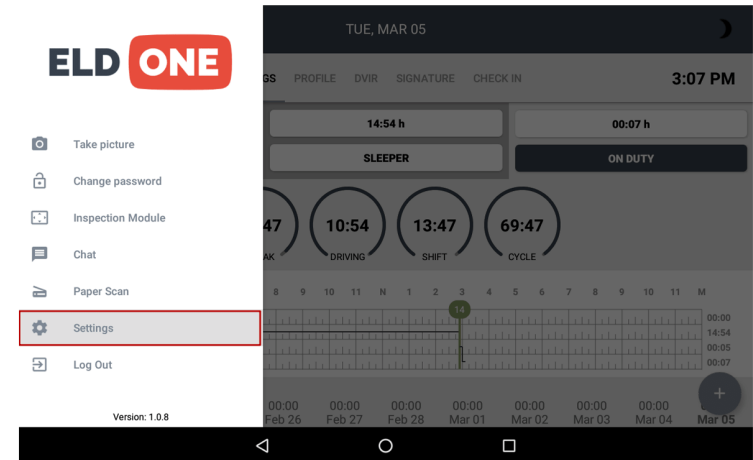 ELD ONE
Take picture
Change password
Inspection Module
Chat
Paper Scan
Settings
Log Out
Version: 1.0.8
TUE, MAR 05
GS PROFILE DVIR SIGNATURE CHECK IN 3:07 PM
14:54 h 00:07 h
SLEEPER ON DUTY
47 10:54 13:47 69:47
AK DRIVING SHIFT CYCLE
8 9 10 11 N 1 2 3 4 5 6 7 8 9 10 11 M
14
00:00
14:54
00:05
00:07
+
00:00 00:00 00:00 00:00 00:00 00:00 00:00
Feb 26 Feb 27 Feb 28 Mar 01 Mar 02 Mar 03 Mar 04 Mar 05